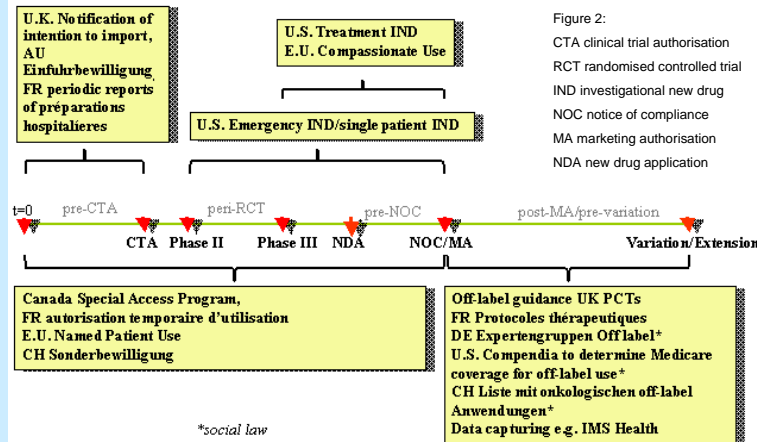 U.K. Notification of
intention to import,
AU
Einfuhrbewilligung
FR periodic reports
of préparations
hospitalíeres
U.S. Treatment IND
E.U. Compassionate Use
U.S. Emergency IND/single patient IND
Figure 2:
CTA clinical trial authorisation
RCT randomised controlled trial
IND investigational new drug
NOC notice of compliance
MA marketing authorisation
NDA new drug application
t=0
pre-CTA
peri-RCT
pre-NOC
post-MA/pre-variation
CTA
Phase II
Phase III
NDA
NOC/MA
Variation/Extension
Canada Special Access Program,
FR autorisation temporaire d'utilisation
E.U. Named Patient Use
CH Sonderbewilligung
Off-label guidance UK PCTs
FR Protocoles thérapeutiques
DE Expertengruppen Off label*
U.S. Compendia to determine Medicare
coverage for off-label use*
CH Liste mit onkologischen off-label
Anwendungen*
Data capturing e.g. IMS Health
*social law